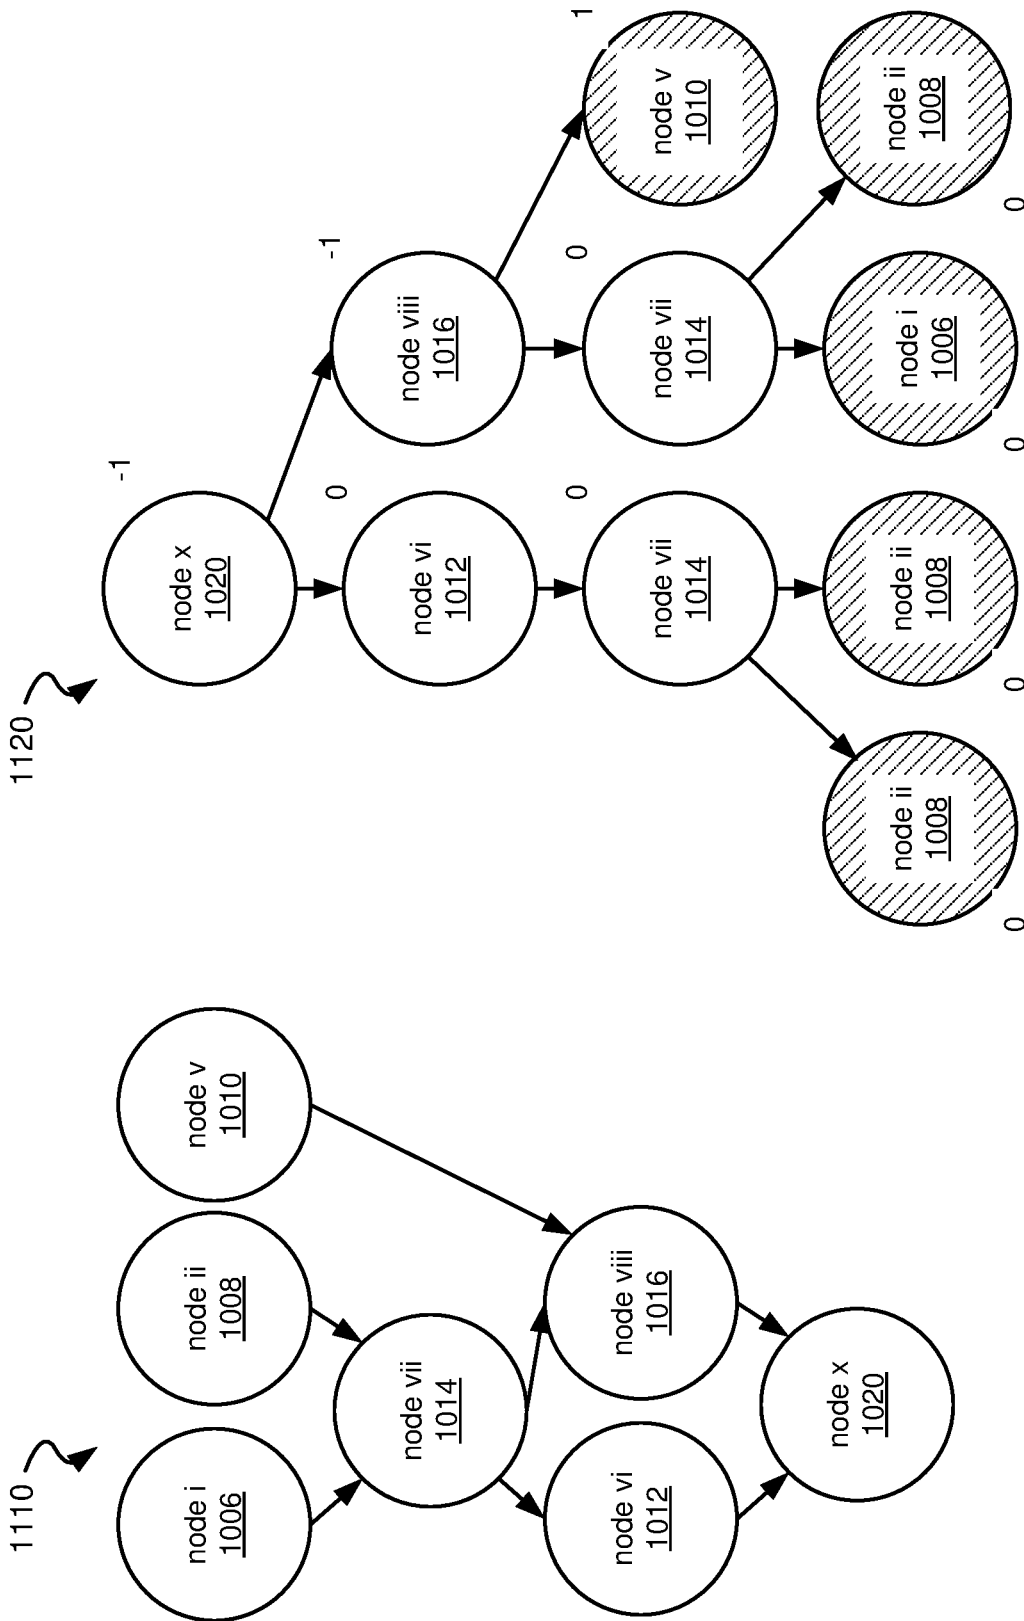 1110
node i
1006
node ii
1008
node v
1010
node vii
1014
node vi
1012
node viii
1016
node x
1020
1120
node x
1020
-1
node vi
1012
0
node viii
1016
-1
node vii
1014
0
node vii
1014
0
node v
1010
1
node ii
1008
0
node ii
1008
0
node i
1006
0
node ii
1008
0